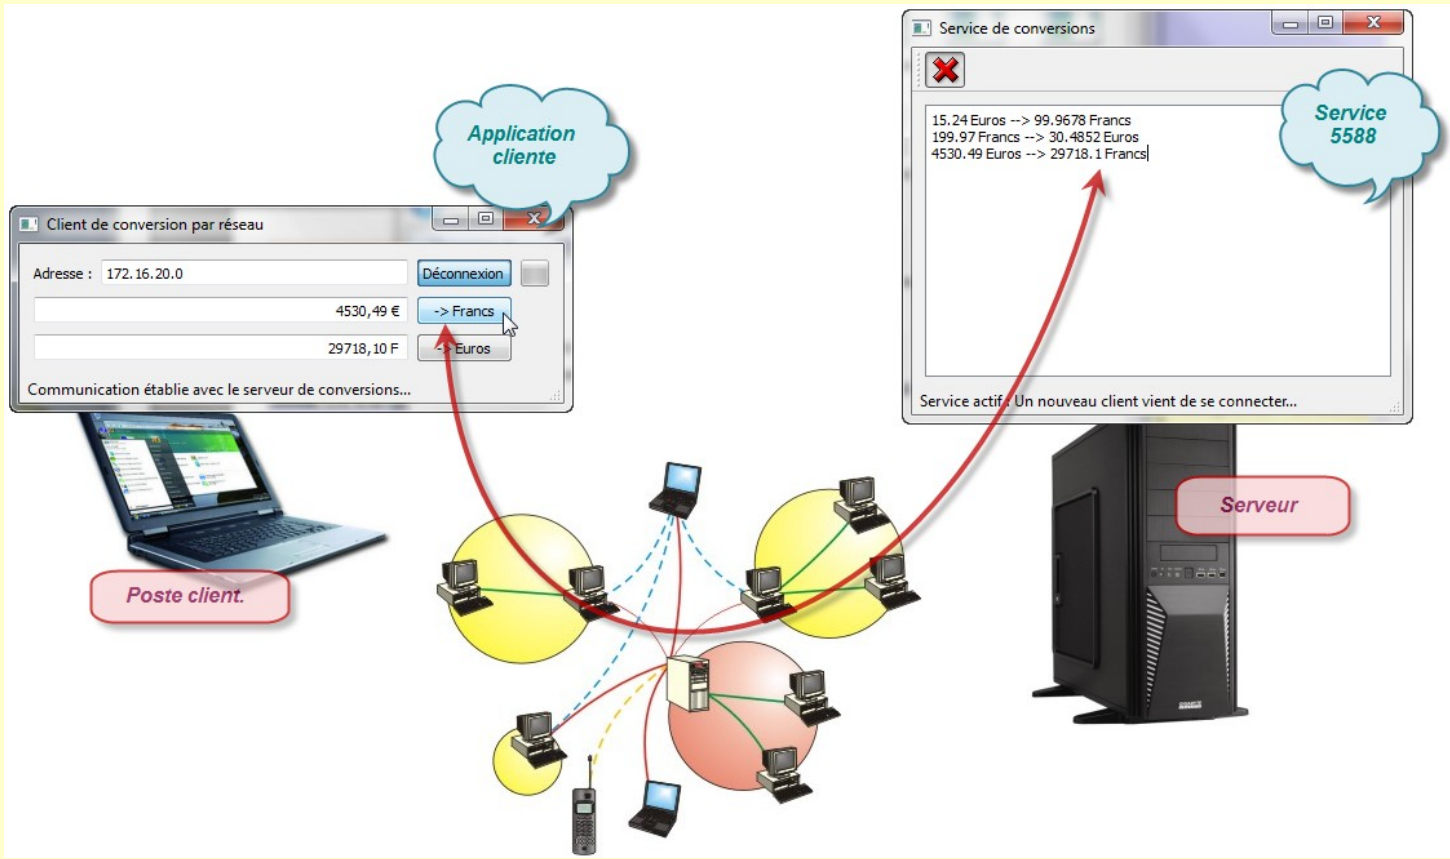 Service de conversions
15.24 Euros --> 99.9678 Francs
199.97 Francs --> 30.4852 Euros
4530.49 Euros --> 29718.1 Francs
Service actif : Un nouveau client vient de se connecter...
Service
5588
Application
cliente
Client de conversion par réseau
Adresse : 172.16.20.0 Déconnexion
4530,49 € -> Francs
29718,10 F -> Euros
Communication établie avec le serveur de conversions...
Poste client.
Serveur